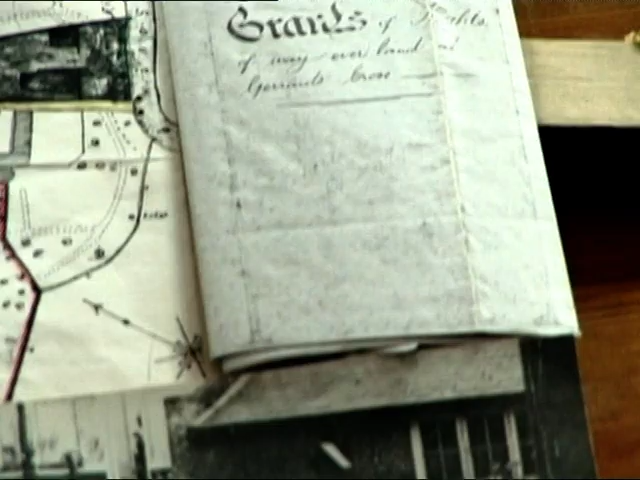 Grants of Rights
of way over land at
Gerrards Cross